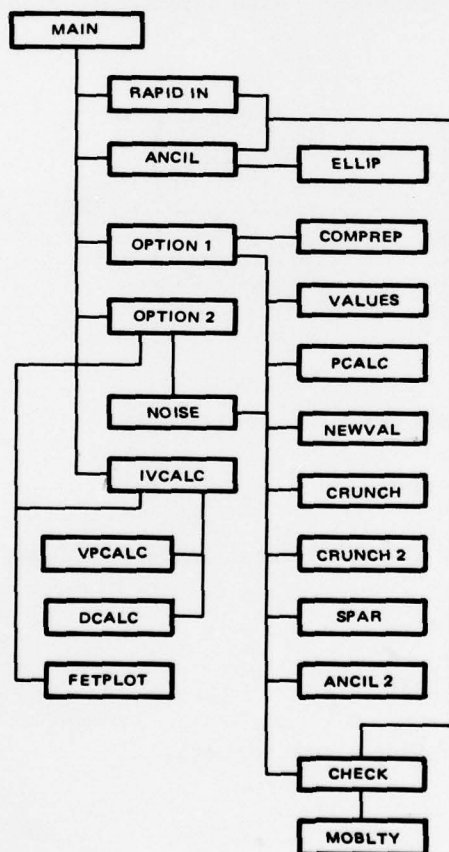 MAIN
RAPID IN
ANCIL
ELLIP
OPTION 1
COMPREP
VALUES
OPTION 2
PCALC
NOISE
NEWVAL
IVCALC
CRUNCH
VPCALC
CRUNCH 2
DCALC
SPAR
FETPLOT
ANCIL 2
CHECK
MOBLTY